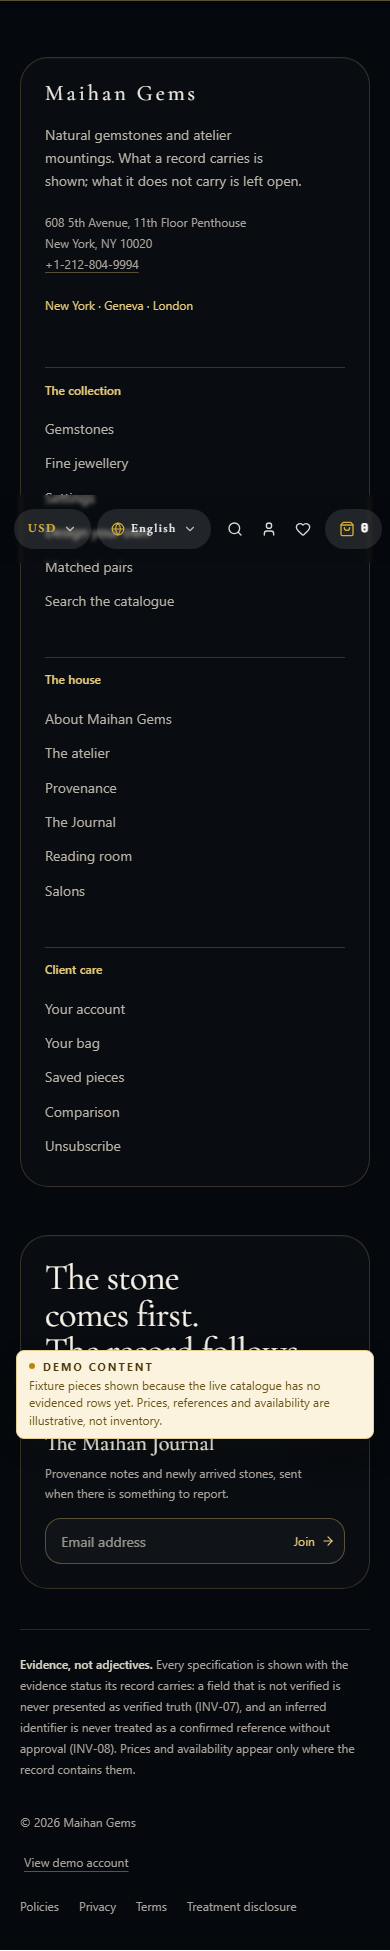 Maihan Gems
Natural gemstones and atelier
mountings. What a record carries is
shown; what it does not carry is left open.
608 5th Avenue, 11th Floor Penthouse
New York, NY 10020
+1-212-804-9994
New York · Geneva · London
The collection
Gemstones
Fine jewellery
Settings
USD
English
0
Matched pairs
Search the catalogue
The house
About Maihan Gems
The atelier
Provenance
The Journal
Reading room
Salons
Client care
Your account
Your bag
Saved pieces
Comparison
Unsubscribe
The stone
comes first.
The record follows
DEMO CONTENT
Fixture pieces shown because the live catalogue has no
evidenced rows yet. Prices, references and availability are
illustrative, not inventory.
The Maihan Journal
Provenance notes and newly arrived stones, sent
when there is something to report.
Email address
Join
Evidence, not adjectives. Every specification is shown with the
evidence status its record carries: a field that is not verified is
never presented as verified truth (INV-07), and an inferred
identifier is never treated as a confirmed reference without
approval (INV-08). Prices and availability appear only where the
record contains them.
© 2026 Maihan Gems
View demo account
Policies Privacy Terms Treatment disclosure